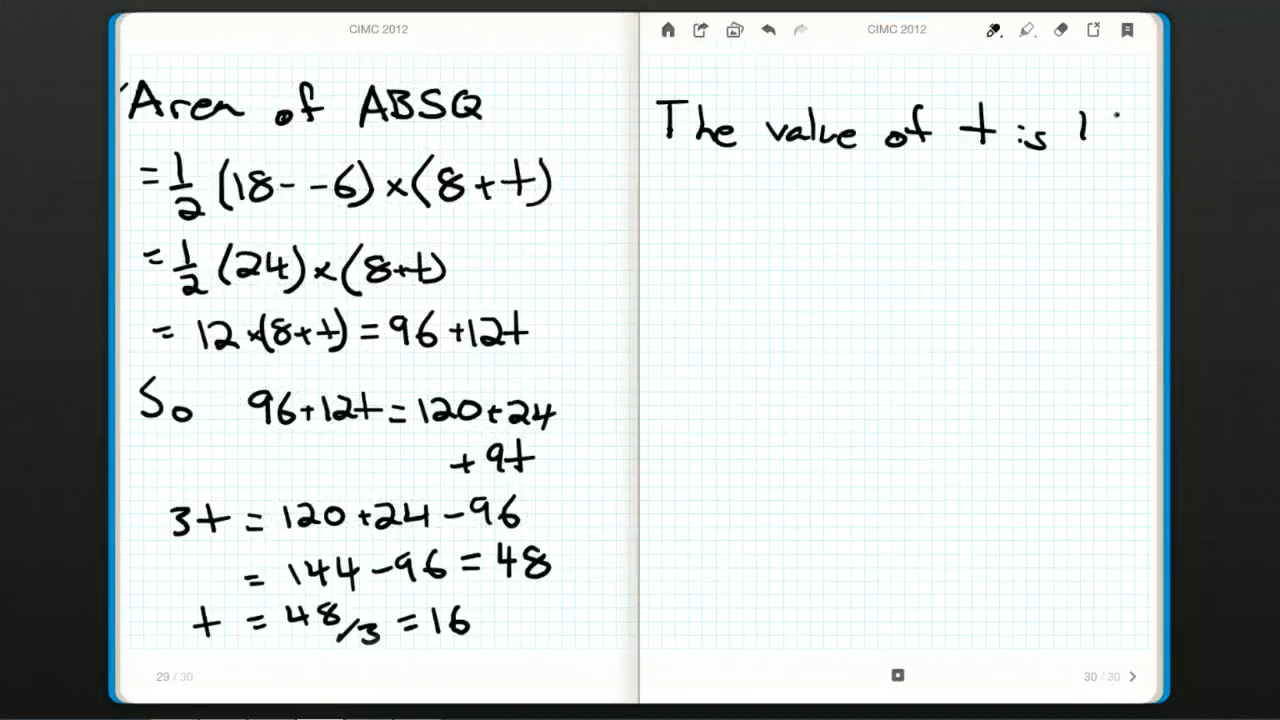 CIMC 2012
Area of ABSQ
= 1/2 (18 - -6) × (8 + t)
= 1/2 (24) × (8 + t)
= 12 × (8 + t) = 96 + 12t
So 96 + 12t = 120 + 24
+ 9t
3t = 120 + 24 - 96
= 144 - 96 = 48
t = 48/3 = 16
29 / 30
CIMC 2012
The value of t is 1
30 / 30